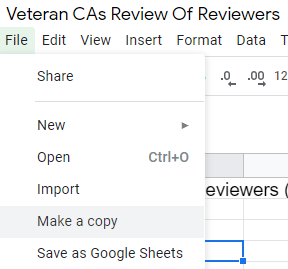 Veteran CAs Review Of Reviewers
File Edit View Insert Format Data T
.0 .00 12
Share
New
Open Ctrl+O
Import
eviewers (
Make a copy
Save as Google Sheets